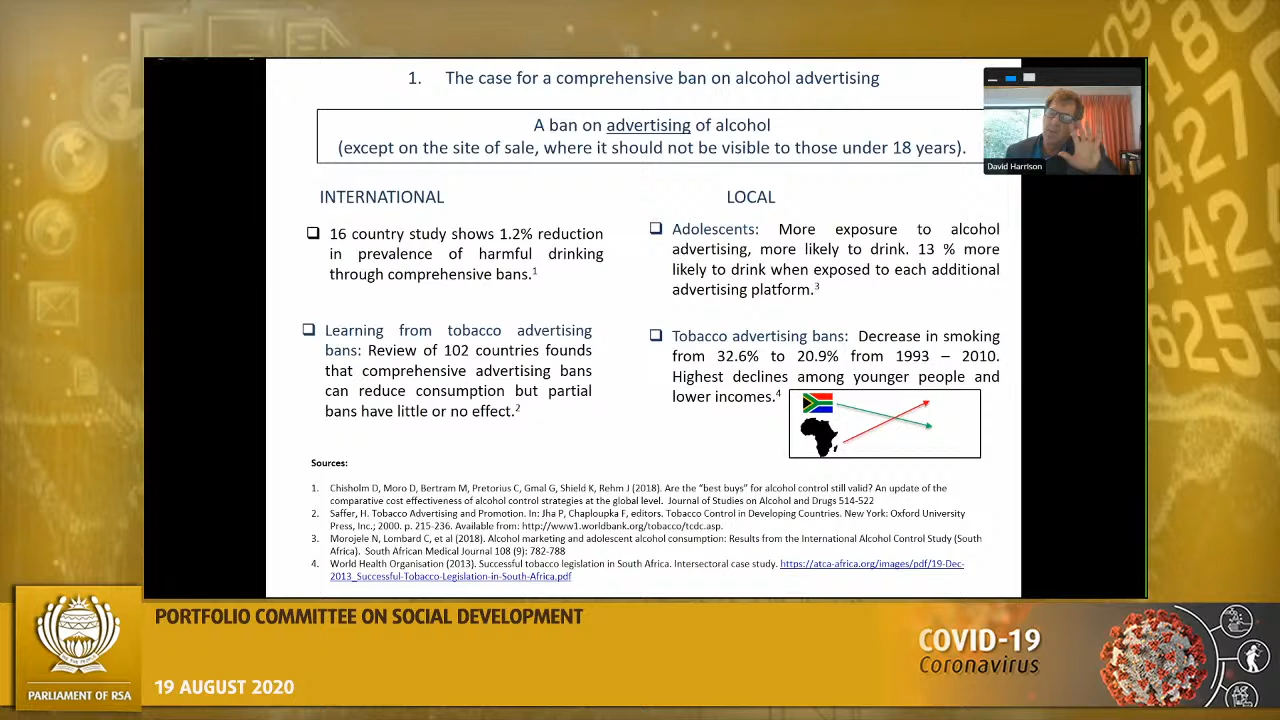 1. The case for a comprehensive ban on alcohol advertising
A ban on advertising of alcohol
(except on the site of sale, where it should not be visible to those under 18 years).
David Harrison
INTERNATIONAL
16 country study shows 1.2% reduction
in prevalence of harmful drinking
through comprehensive bans.1
Learning from tobacco advertising
bans: Review of 102 countries founds
that comprehensive advertising bans
can reduce consumption but partial
bans have little or no effect.2
LOCAL
Adolescents: More exposure to alcohol
advertising, more likely to drink. 13 % more
likely to drink when exposed to each additional
advertising platform.3
Tobacco advertising bans: Decrease in smoking
from 32.6% to 20.9% from 1993 – 2010.
Highest declines among younger people and
lower incomes.4
Sources:
1. Chisholm D, Moro D, Bertram M, Pretorius C, Gmal G, Shield K, Rehm J (2018). Are the "best buys" for alcohol control still valid? An update of the
comparative cost effectiveness of alcohol control strategies at the global level. Journal of Studies on Alcohol and Drugs 514-522
2. Saffer, H. Tobacco Advertising and Promotion. In: Jha P, Chaploupka F, editors. Tobacco Control in Developing Countries. New York: Oxford University
Press, Inc.; 2000. p. 215-236. Available from: http://www1.worldbank.org/tobacco/tcdc.asp.
3. Morojele N, Lombard C, et al (2018). Alcohol marketing and adolescent alcohol consumption: Results from the International Alcohol Control Study (South
Africa). South African Medical Journal 108 (9): 782-788
4. World Health Organisation (2013). Successful tobacco legislation in South Africa. Intersectoral case study. https://atca-africa.org/images/pdf/19-Dec-
2013_Successful-Tobacco-Legislation-in-South-Africa.pdf
PORTFOLIO COMMITTEE ON SOCIAL DEVELOPMENT
19 AUGUST 2020
PARLIAMENT OF RSA
COVID-19
Coronavirus